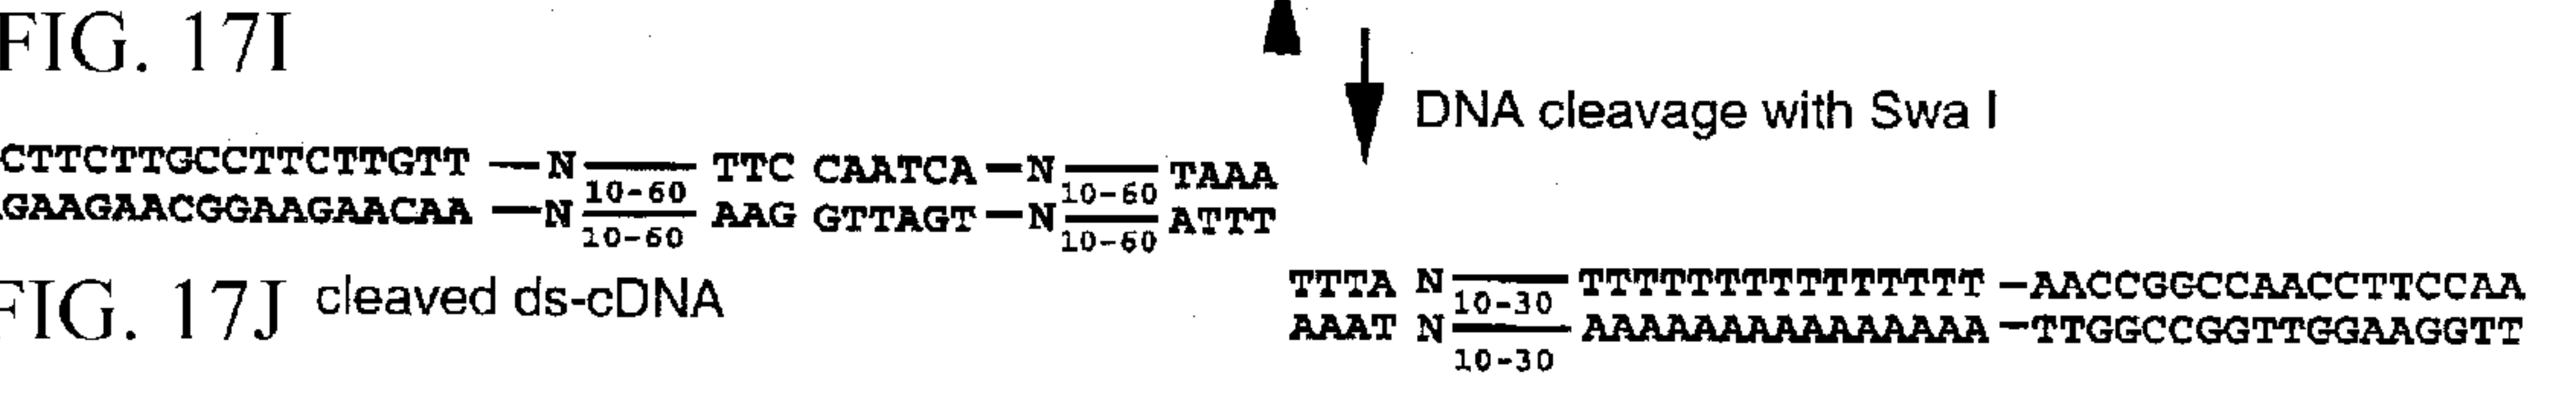 FIG. 17I
DNA cleavage with Swa I
CTTCTTGCCTTCTTGTT —N 10-60 TTC CAATCA—N 10-60 TAAA
GAAGAACGGAAGAACAA —N 10-60 AAG GTTAGT—N 10-60 ATTT
FIG. 17J cleaved ds-cDNA
TTTA N 10-30 TTTTTTTTTTTTTTT —AACCGGCCAACCTTCCAA
AAAT N 10-30 AAAAAAAAAAAAAAA —TTGGCCGGTTGGAAGGTT